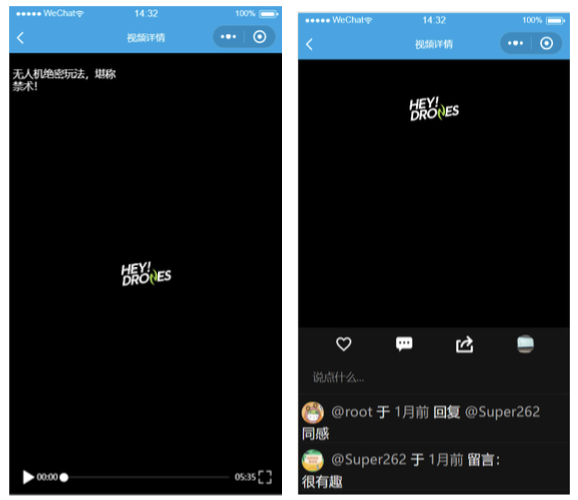 WeChat 14:32 100%
视频详情
无人机绝密玩法，堪称
禁术！
HEY!
DRONES
00:00 05:35
WeChat 14:32 100%
视频详情
HEY!
DRONES
说点什么...
@root 于 1月前 回复 @Super262
同感
@Super262 于 1月前 留言：
很有趣